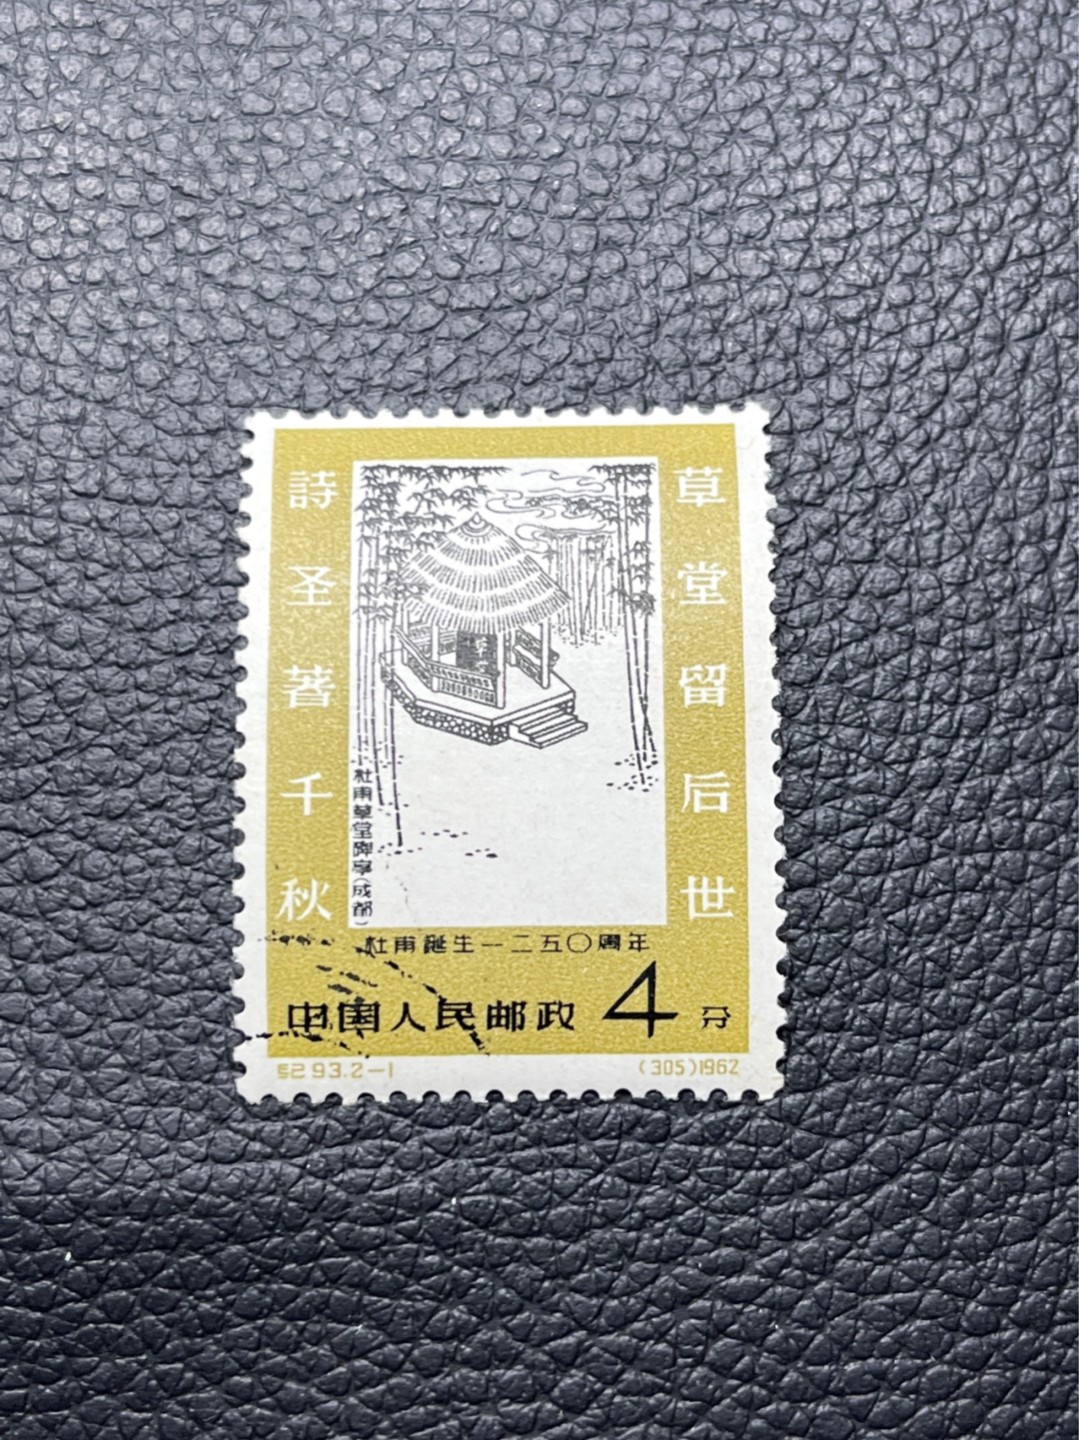 草堂留后世
詩圣著千秋
杜甫草堂碑亭(成都)
杜甫誕生一二五〇周年
中国人民邮政 4 分
纪93.2-1 (305)1962